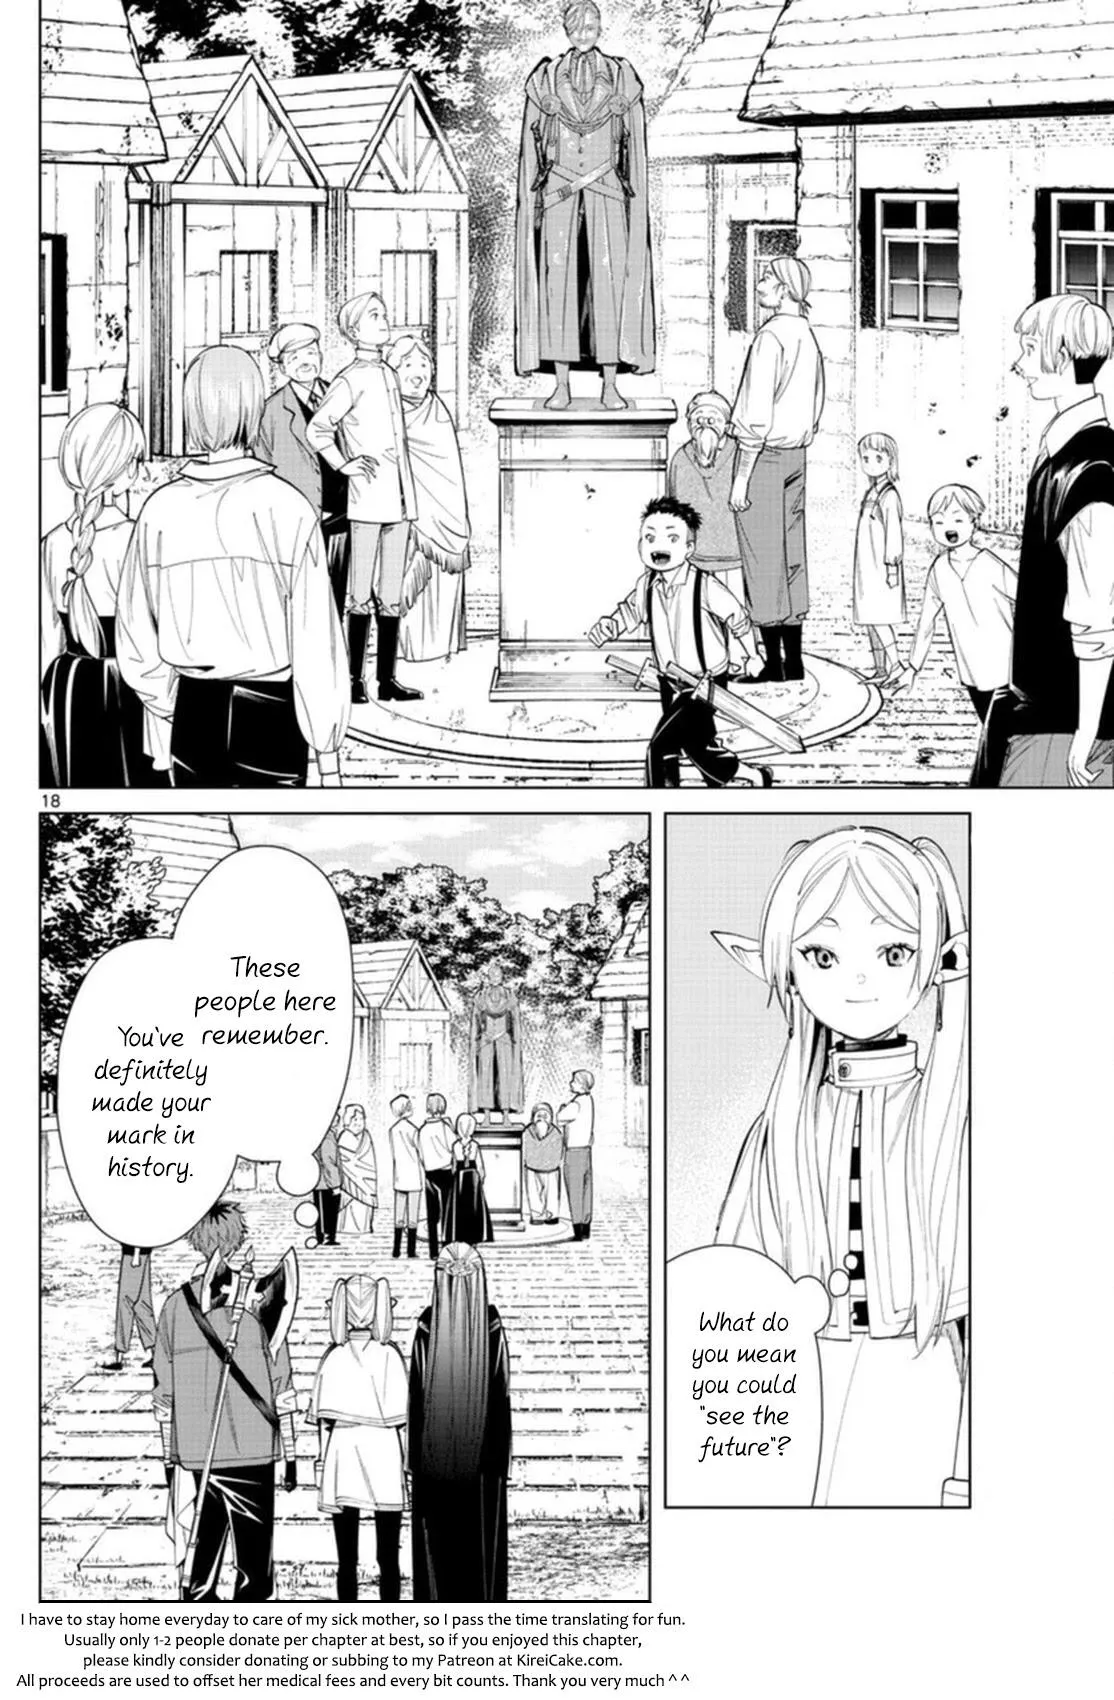 18
What do
you mean
you could
"see the
future"?
These
people here
remember.
You've
definitely
made your
mark in
history.
I have to stay home everyday to care of my sick mother, so I pass the time translating for fun.
Usually only 1-2 people donate per chapter at best, so if you enjoyed this chapter,
please kindly consider donating or subbing to my Patreon at KireiCake.com.
All proceeds are used to offset her medical fees and every bit counts. Thank you very much ^ ^